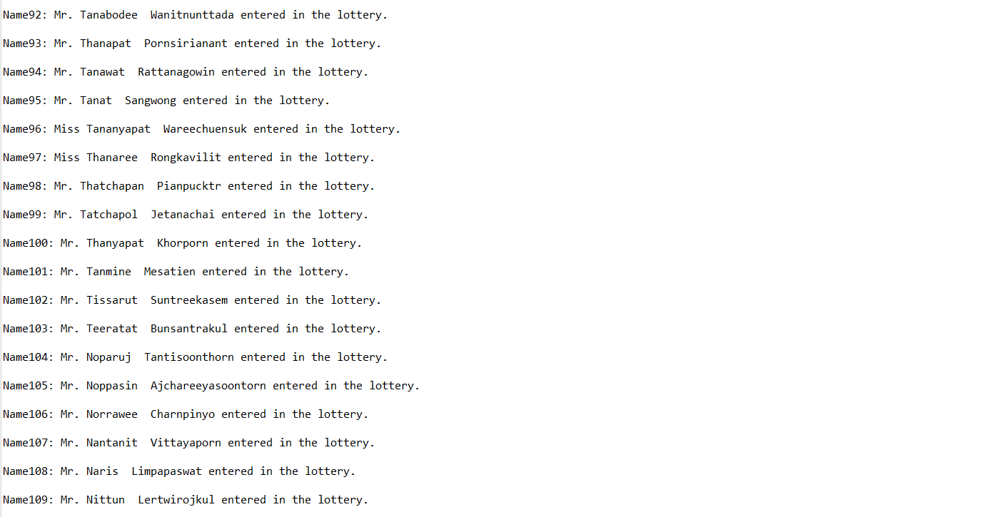 Name92: Mr. Tanabodee  Wanitnunttada entered in the lottery.
Name93: Mr. Thanapat  Pornsirianant entered in the lottery.
Name94: Mr. Tanawat  Rattanagowin entered in the lottery.
Name95: Mr. Tanat  Sangwong entered in the lottery.
Name96: Miss Tananyapat  Wareechuensuk entered in the lottery.
Name97: Miss Thanaree  Rongkavilit entered in the lottery.
Name98: Mr. Thatchapan  Pianpucktr entered in the lottery.
Name99: Mr. Tatchapol  Jetanachai entered in the lottery.
Name100: Mr. Thanyapat  Khorporn entered in the lottery.
Name101: Mr. Tanmine  Mesatien entered in the lottery.
Name102: Mr. Tissarut  Suntreekasem entered in the lottery.
Name103: Mr. Teeratat  Bunsantrakul entered in the lottery.
Name104: Mr. Noparuj  Tantisoonthorn entered in the lottery.
Name105: Mr. Noppasin  Ajchareeyasoontorn entered in the lottery.
Name106: Mr. Norrawee  Charnpinyo entered in the lottery.
Name107: Mr. Nantanit  Vittayaporn entered in the lottery.
Name108: Mr. Naris  Limpapaswat entered in the lottery.
Name109: Mr. Nittun  Lertwirojkul entered in the lottery.